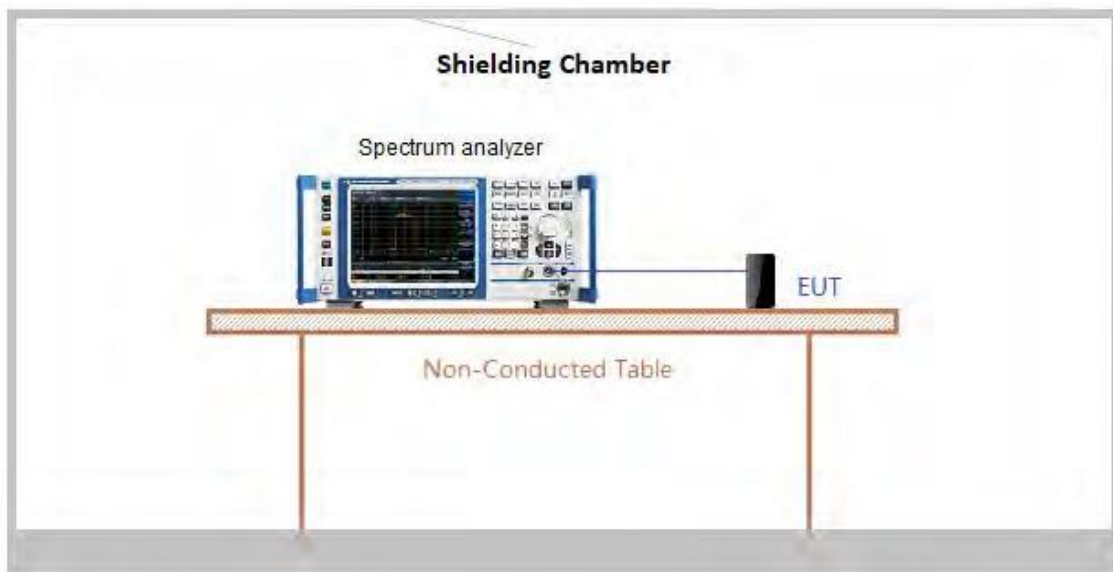 Shielding Chamber
Spectrum analyzer
EUT
Non-Conducted Table